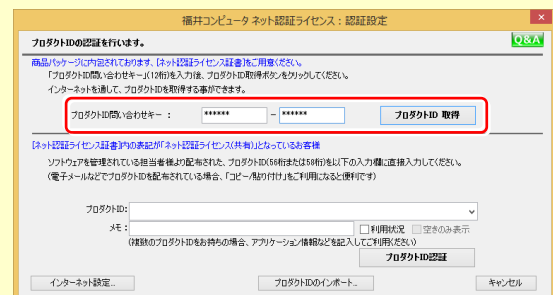 福井コンピュータ ネット認証ライセンス：認証設定
×
プロダクトIDの認証を行います。
Q&A
商品パッケージに内包されております、[ネット認証ライセンス証書]をご用意ください。
「プロダクトID問い合わせキー」(12桁)を入力後、プロダクトID取得ボタンをクリックしてください。
インターネットを通して、プロダクトIDを取得する事ができます。
プロダクトID問い合わせキー ： ****** - ****** プロダクトID 取得
[ネット認証ライセンス証書]内の表記が「ネット認証ライセンス(共有)」となっているお客様
ソフトウェアを管理されている担当者様より配布された、プロダクトID(56桁または58桁)を以下の入力欄に直接入力してください。
(電子メールなどでプロダクトIDを配布されている場合、「コピー/貼り付け」をご利用になると便利です)
プロダクトID:
メモ： 利用状況 空きのみ表示
(複数のプロダクトIDをお持ちの場合、アプリケーション情報などを記入してご利用ください)
プロダクトID認証
インターネット設定... プロダクトIDのインポート... キャンセル